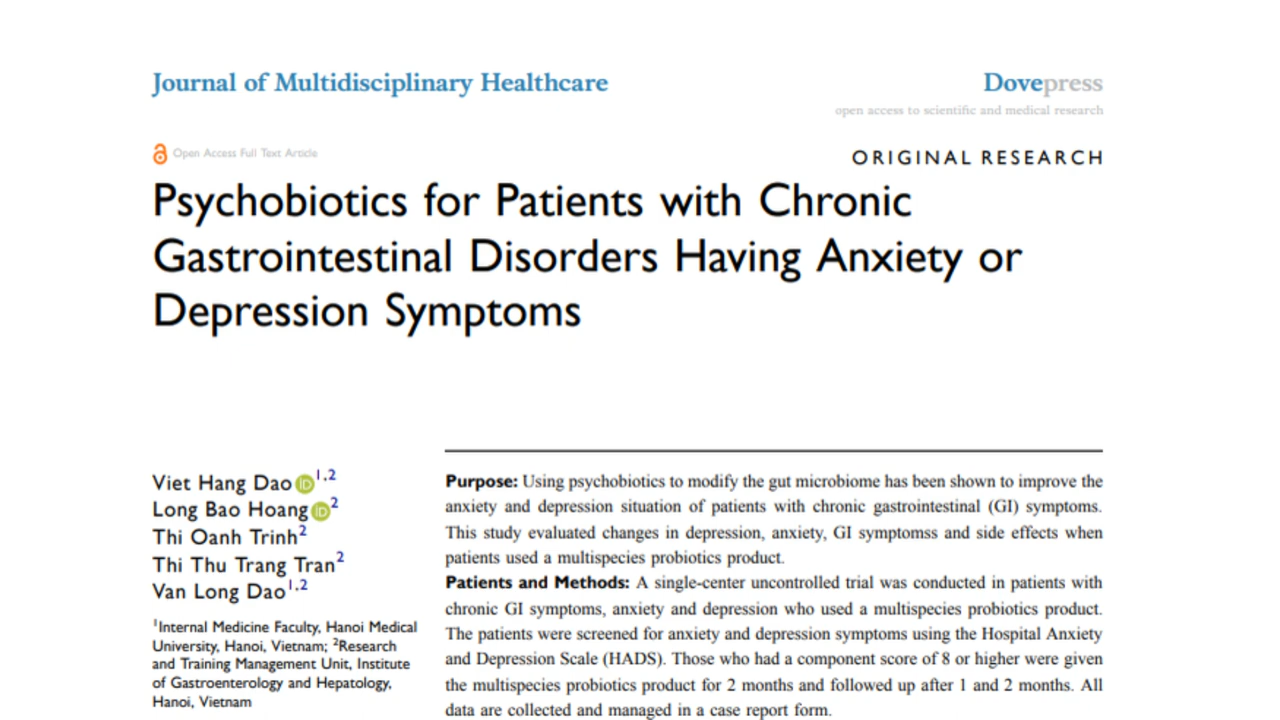 Journal of Multidisciplinary Healthcare
Dovepress
open access to scientific and medical research
Open Access Full Text Article
ORIGINAL RESEARCH
Psychobiotics for Patients with Chronic
Gastrointestinal Disorders Having Anxiety or
Depression Symptoms
Viet Hang Dao iD 1,2
Long Bao Hoang iD 2
Thi Oanh Trinh2
Thi Thu Trang Tran2
Van Long Dao1,2
1Internal Medicine Faculty, Hanoi Medical
University, Hanoi, Vietnam; 2Research
and Training Management Unit, Institute
of Gastroenterology and Hepatology,
Hanoi, Vietnam
Purpose: Using psychobiotics to modify the gut microbiome has been shown to improve the
anxiety and depression situation of patients with chronic gastrointestinal (GI) symptoms.
This study evaluated changes in depression, anxiety, GI symptomss and side effects when
patients used a multispecies probiotics product.
Patients and Methods: A single-center uncontrolled trial was conducted in patients with
chronic GI symptoms, anxiety and depression who used a multispecies probiotics product.
The patients were screened for anxiety and depression symptoms using the Hospital Anxiety
and Depression Scale (HADS). Those who had a component score of 8 or higher were given
the multispecies probiotics product for 2 months and followed up after 1 and 2 months. All
data are collected and managed in a case report form.